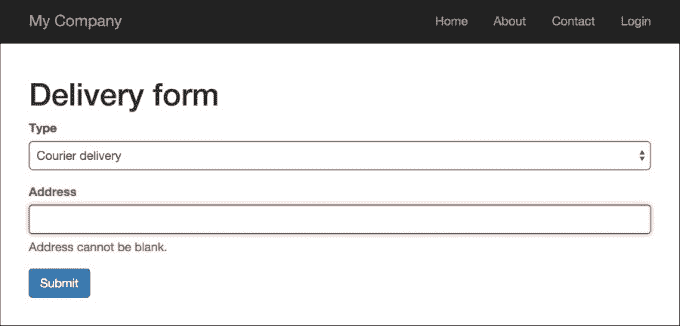 My Company Home About Contact Login
Delivery form
Type
Courier delivery
Address
Address cannot be blank.
Submit